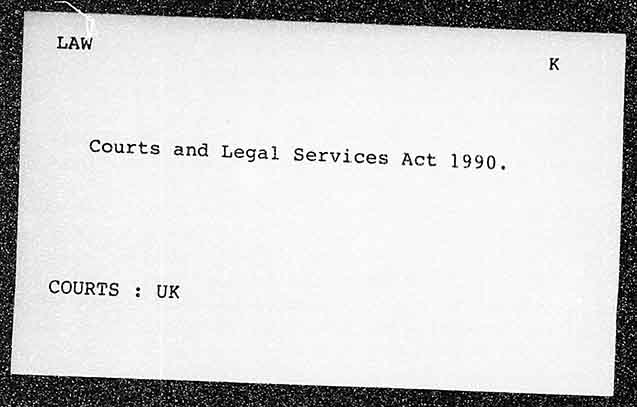 LAW
K
Courts and Legal Services Act 1990.
COURTS : UK